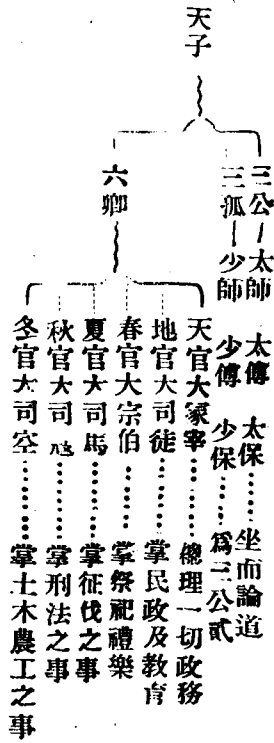 天子
三公 太師 太傅 太保………坐而論道
三孤 少師 少傅 少保………爲三公貳
六卿
天官大冢宰………總理一切政務
地官大司徒………掌民政及教育
春官大宗伯………掌祭祀禮樂
夏官大司馬………掌征伐之事
秋官大司………掌刑法之事
冬官大司空………掌土木農工之事